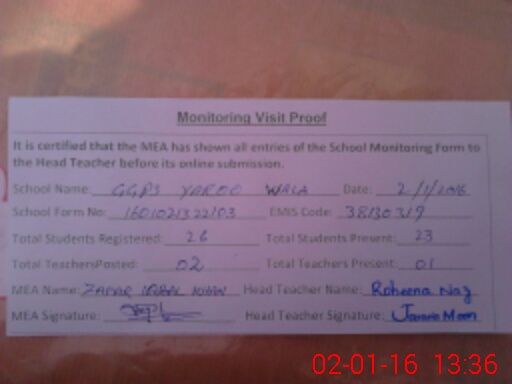 Monitoring Visit Proof
It is certified that the MEA has shown all entries of the School Monitoring Form to
the Head Teacher before its online submission.
School Name: GGPS YAROO WALA Date: 2/1/2016
School Form No: EMIS Code: 38130319
Total Students Registered: 26 Total Students Present: 23
Total TeachersPosted: 02 Total Teachers Present: 01
MEA Name: ZAFAR IQBAL KHAN Head Teacher Name: Roheena Naz
MEA Signature: Head Teacher Signature:
02-01-16 13:36